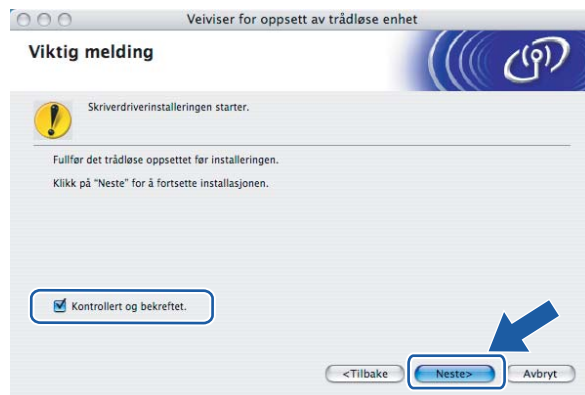 Veiviser for oppsett av trådløse enhet
Viktig melding
Skriverdriverinstalleringen starter.
Fullfør det trådløse oppsettet før installeringen.
Klikk på "Neste" for å fortsette installasjonen.
Kontrollert og bekreftet.
<Tilbake Neste> Avbryt